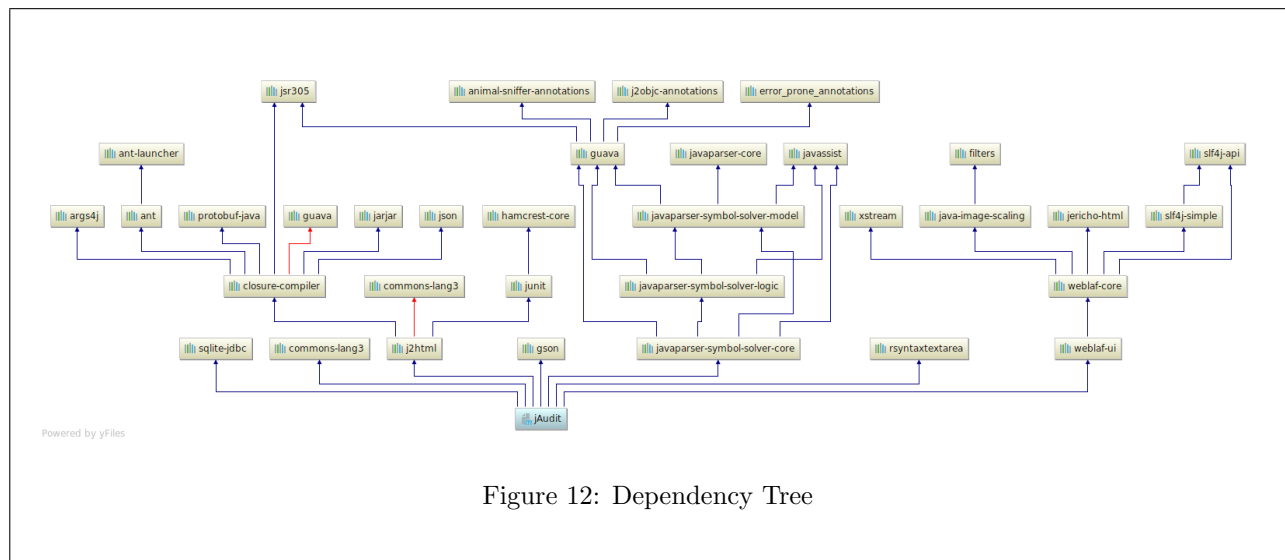 jsr305
animal-sniffer-annotations
j2objc-annotations
error_prone_annotations
ant-launcher
guava
javaparser-core
javassist
filters
slf4j-api
args4j
ant
protobuf-java
guava
jarjar
json
hamcrest-core
javaparser-symbol-solver-model
xstream
java-image-scaling
jericho-html
slf4j-simple
closure-compiler
commons-lang3
junit
javaparser-symbol-solver-logic
weblaf-core
sqlite-jdbc
commons-lang3
j2html
gson
javaparser-symbol-solver-core
rsyntaxtextarea
weblaf-ui
jAudit
Powered by yFiles
Figure 12: Dependency Tree